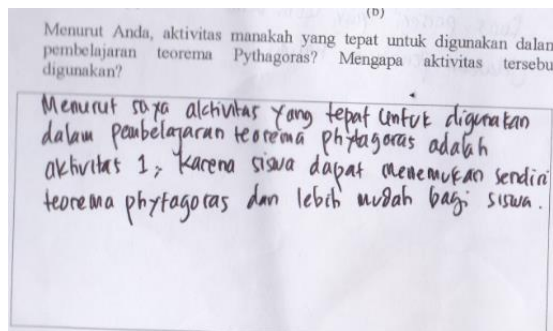 (b)
Menurut Anda, aktivitas manakah yang tepat untuk digunakan dalam
pembelajaran teorema Pythagoras? Mengapa aktivitas tersebu
digunakan?
Menurut saya aktivitas yang tepat untuk digunakan
dalam pembelajaran teorema phytagoras adalah
aktivitas 1, karena siswa dapat menemukan sendiri
teorema phytagoras dan lebih mudah bagi siswa.